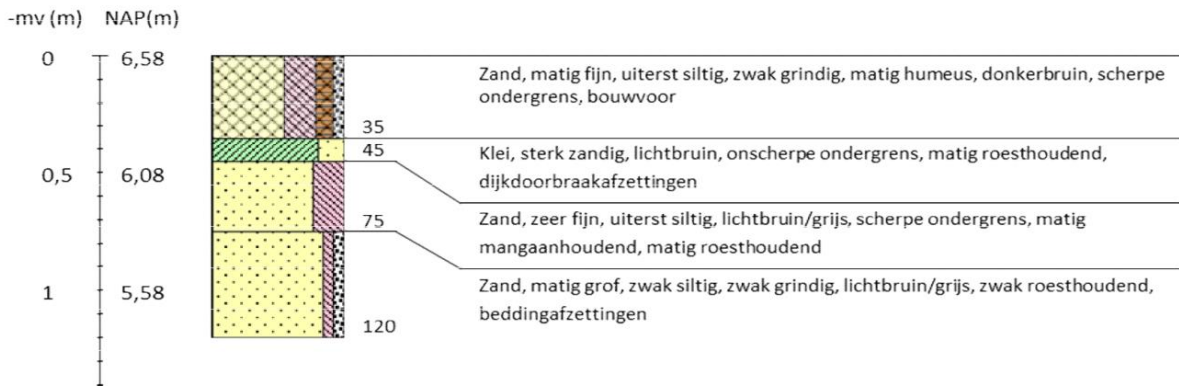 -mv (m) NAP(m)
0 6,58
Zand, matig fijn, uiterst siltig, zwak grindig, matig humeus, donkerbruin, scherpe
ondergrens, bouwvoor
35
45
Klei, sterk zandig, lichtbruin, onscherpe ondergrens, matig roesthoudend,
dijkdoorbraakafzettingen
0,5 6,08
75
Zand, zeer fijn, uiterst siltig, lichtbruin/grijs, scherpe ondergrens, matig
mangaanhoudend, matig roesthoudend
1 5,58
Zand, matig grof, zwak siltig, zwak grindig, lichtbruin/grijs, zwak roesthoudend,
beddingafzettingen
120